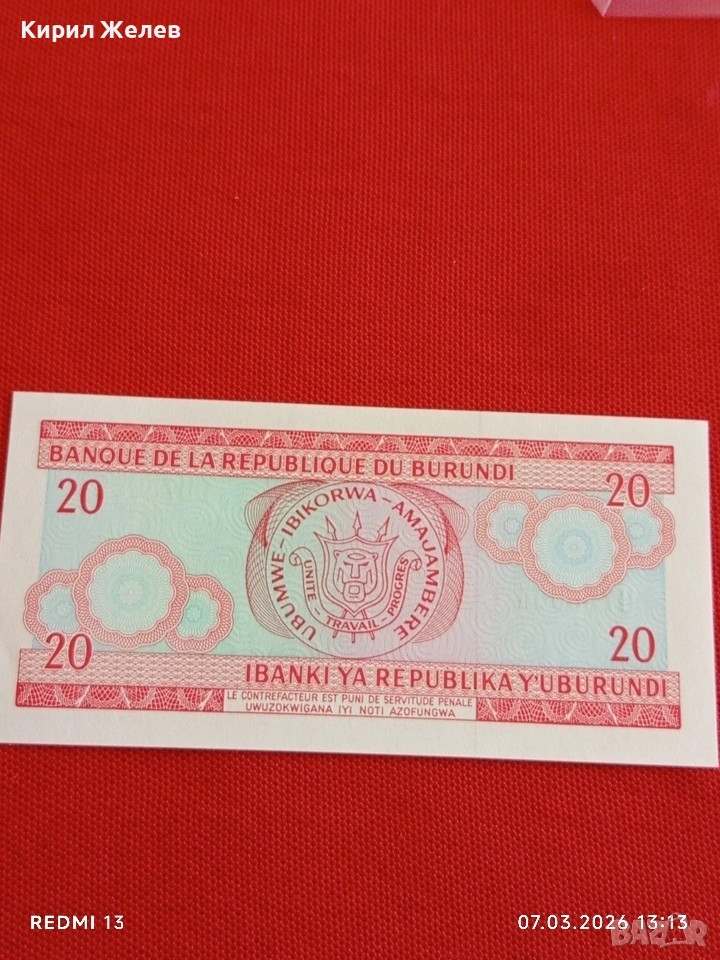 Кирил Желев
BANQUE DE LA REPUBLIQUE DU BURUNDI
20
20
UBUMWE-IBIKORWA-AMAJAMBERE
UNITE - TRAVAIL - PROGRES
20
20
IBANKI YA REPUBLIKA Y'UBURUNDI
LE CONTREFACTEUR EST PUNI DE SERVITUDE PENALE
UWUZOKWIGANA IYI NOTI AZOFUNGWA
REDMI 13
07.03.2026 13:13
BAZAR